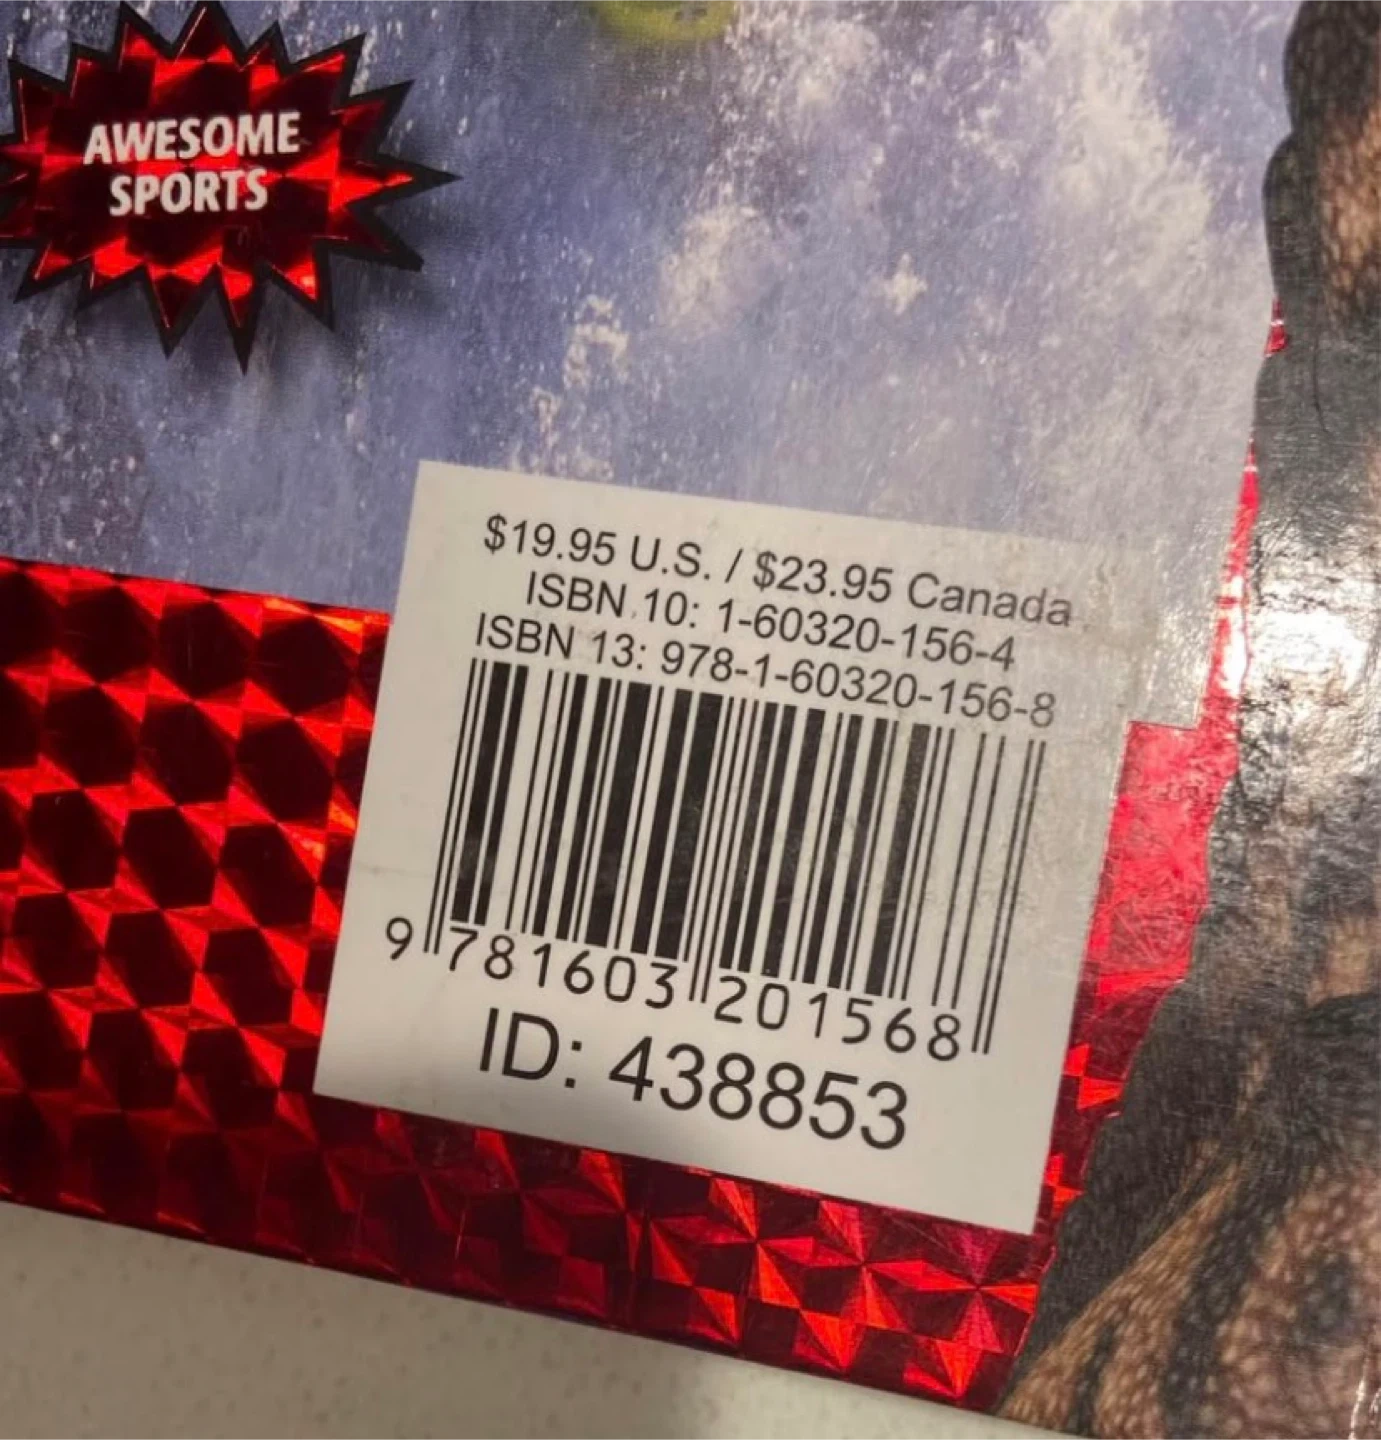 AWESOME
SPORTS
$19.95 U.S. / $23.95 Canada
ISBN 10: 1-60320-156-4
ISBN 13: 978-1-60320-156-8
9 781603 201568
ID: 438853